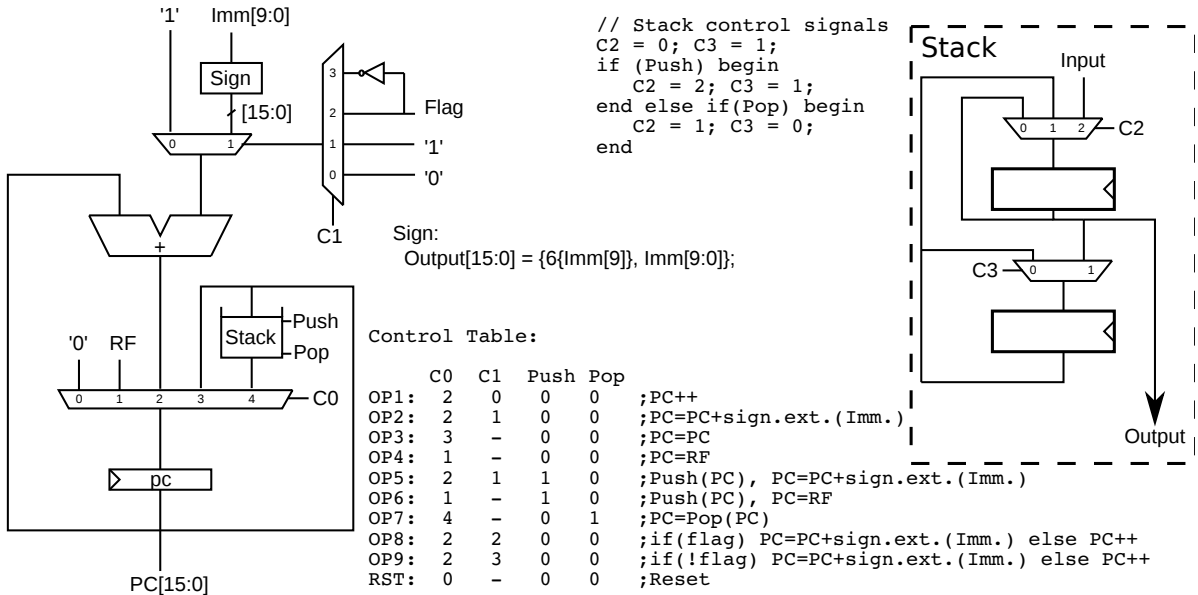 '1' Imm[9:0]
Sign
[15:0]
0 1
3
2
1
0
Flag
'1'
'0'
C1
+
Sign:
Output[15:0] = {6{Imm[9]}, Imm[9:0]};
Stack
Push
Pop
'0' RF
0 1 2 3 4
C0
pc
PC[15:0]
// Stack control signals
C2 = 0; C3 = 1;
if (Push) begin
C2 = 2; C3 = 1;
end else if(Pop) begin
C2 = 1; C3 = 0;
end
Control Table:
C0 C1 Push Pop
OP1: 2 0 0 0 ;PC++
OP2: 2 1 0 0 ;PC=PC+sign.ext.(Imm.)
OP3: 3 - 0 0 ;PC=PC
OP4: 1 - 0 0 ;PC=RF
OP5: 2 1 1 0 ;Push(PC), PC=PC+sign.ext.(Imm.)
OP6: 1 - 1 0 ;Push(PC), PC=RF
OP7: 4 - 0 1 ;PC=Pop(PC)
OP8: 2 2 0 0 ;if(flag) PC=PC+sign.ext.(Imm.) else PC++
OP9: 2 3 0 0 ;if(!flag) PC=PC+sign.ext.(Imm.) else PC++
RST: 0 - 0 0 ;Reset
Stack
Input
0 1 2
C2
C3
0 1
Output